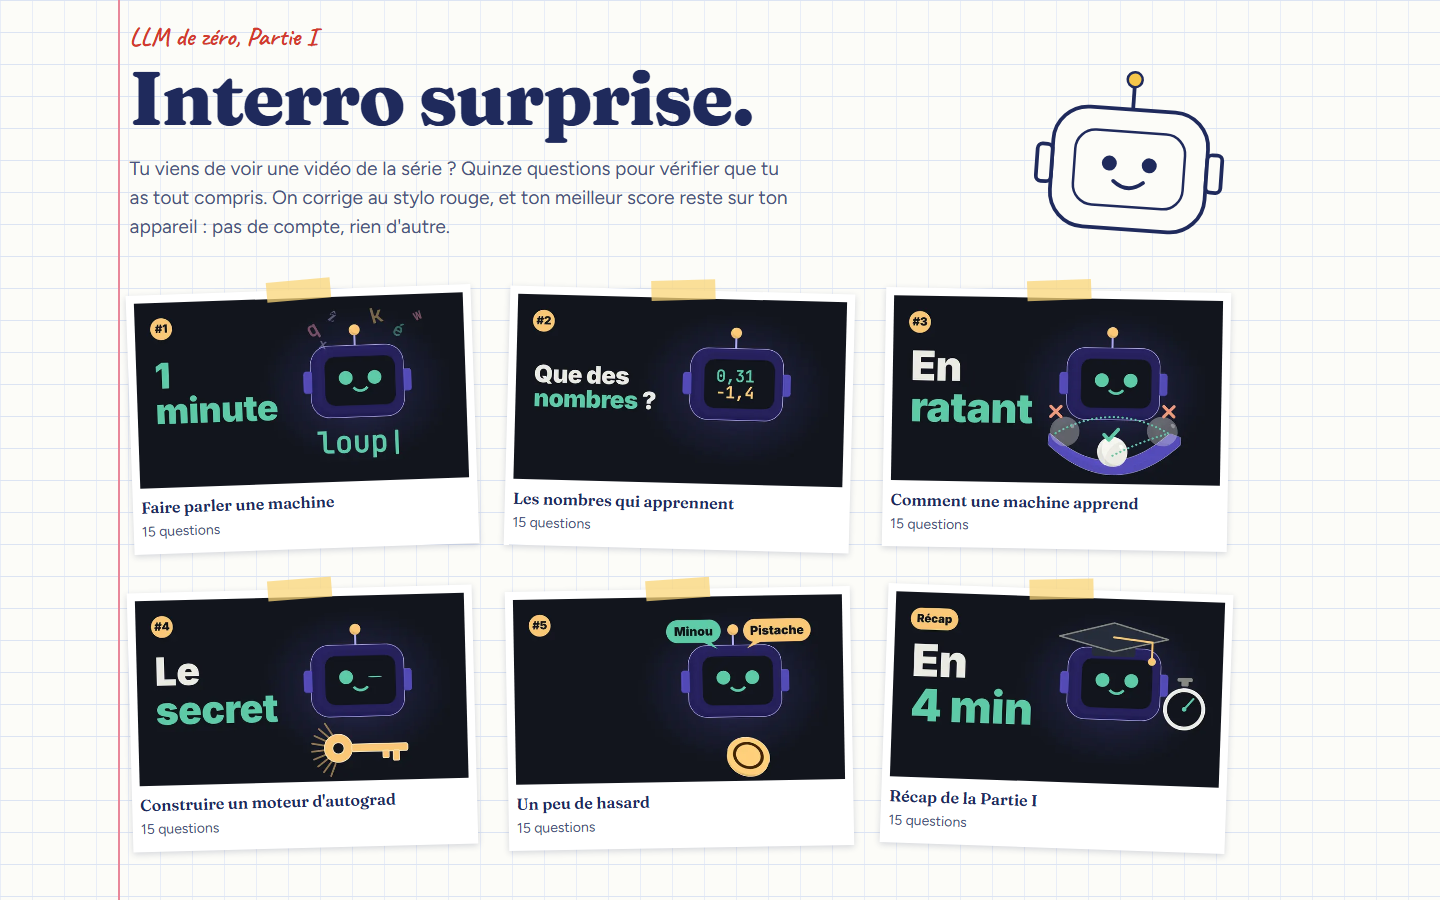 LLM de zéro, Partie I
Interro surprise.
Tu viens de voir une vidéo de la série ? Quinze questions pour vérifier que tu
as tout compris. On corrige au stylo rouge, et ton meilleur score reste sur ton
appareil : pas de compte, rien d'autre.
#1
q
k
é
w
1
minute
loup|
Faire parler une machine
15 questions
#2
Que des
nombres ?
0,31
-1,4
Les nombres qui apprennent
15 questions
#3
En
ratant
Comment une machine apprend
15 questions
#4
Le
secret
Construire un moteur d'autograd
15 questions
#5
Minou
Pistache
Un peu de hasard
15 questions
Récap
En
4 min
Récap de la Partie I
15 questions